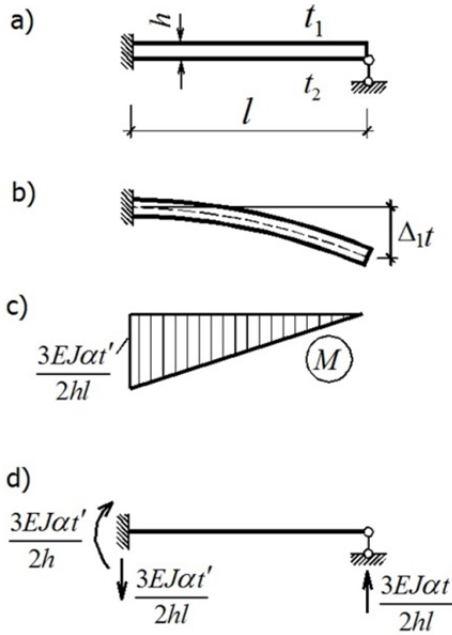 a)
h
t₁
t₂
l
b)
Δ₁t
c)
3EJαt'
2hl
M
d)
3EJαt'
2h
3EJαt'
2hl
3EJαt
2hl